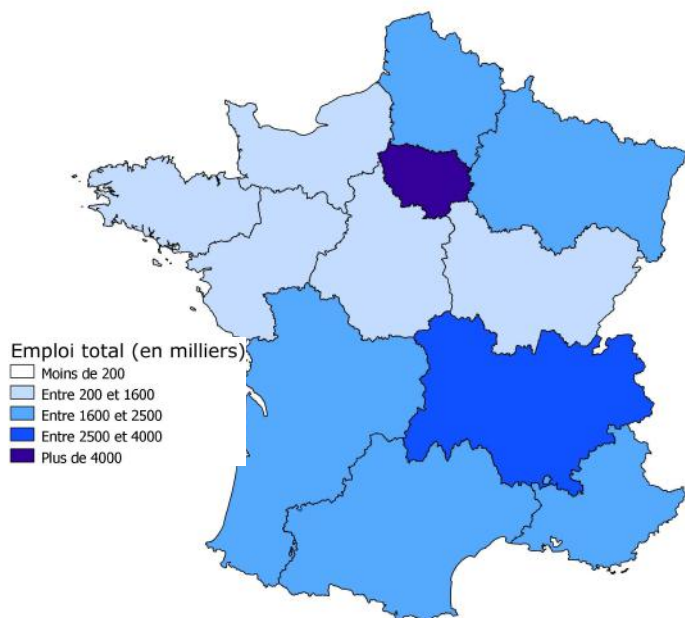 Emploi total (en milliers)
Moins de 200
Entre 200 et 1600
Entre 1600 et 2500
Entre 2500 et 4000
Plus de 4000